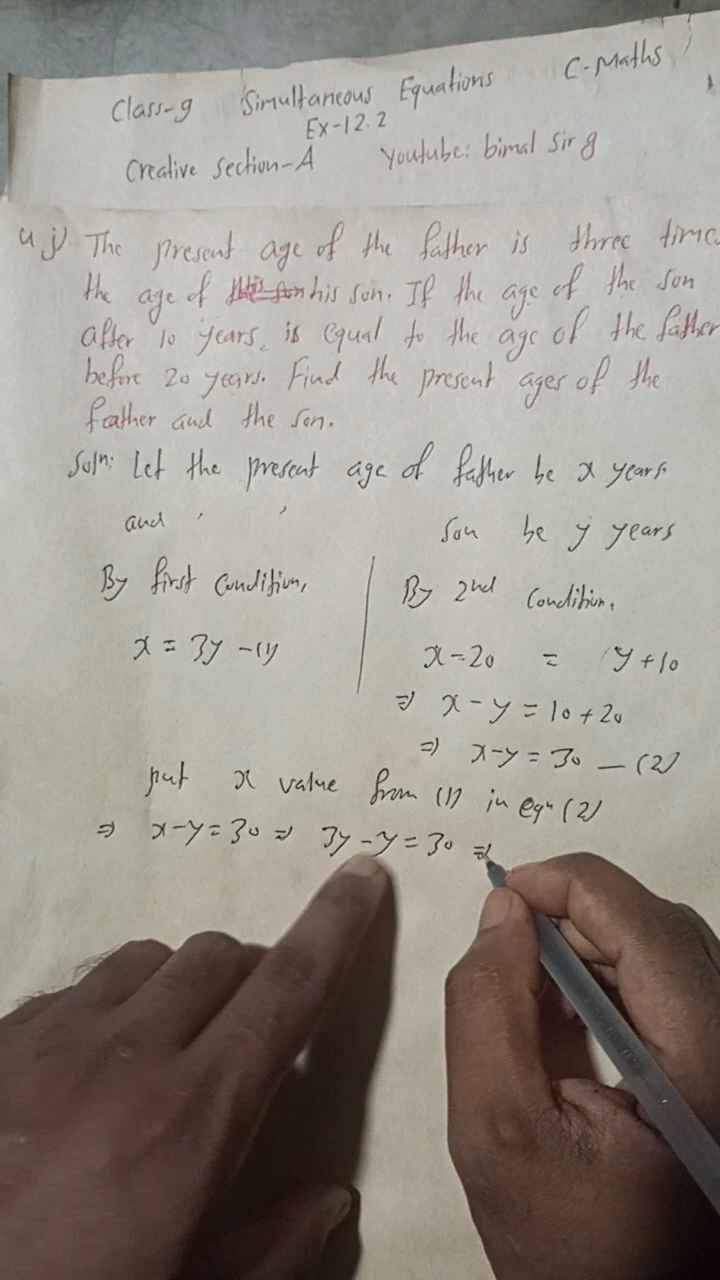 Class-9 Simultaneous Equations C-Maths
Ex-12.2
Creative Section-A Youtube: bimal sir g
4 j) The present age of the father is three time
the age of his son. If the age of the son
after 10 years, is equal to the age of the father
before 20 years. Find the present ages of the
father and the son.
Soln: Let the present age of father be x years
and ' ' son be y years
By first condition,
x = 3y -(1)
By 2nd condition,
x-20 = y+10
⇒ x-y = 10+20
⇒ x-y = 30 — (2)
put x value from (1) in eqn (2)
⇒ x-y = 30 ⇒ 3y-y = 30 ⇒